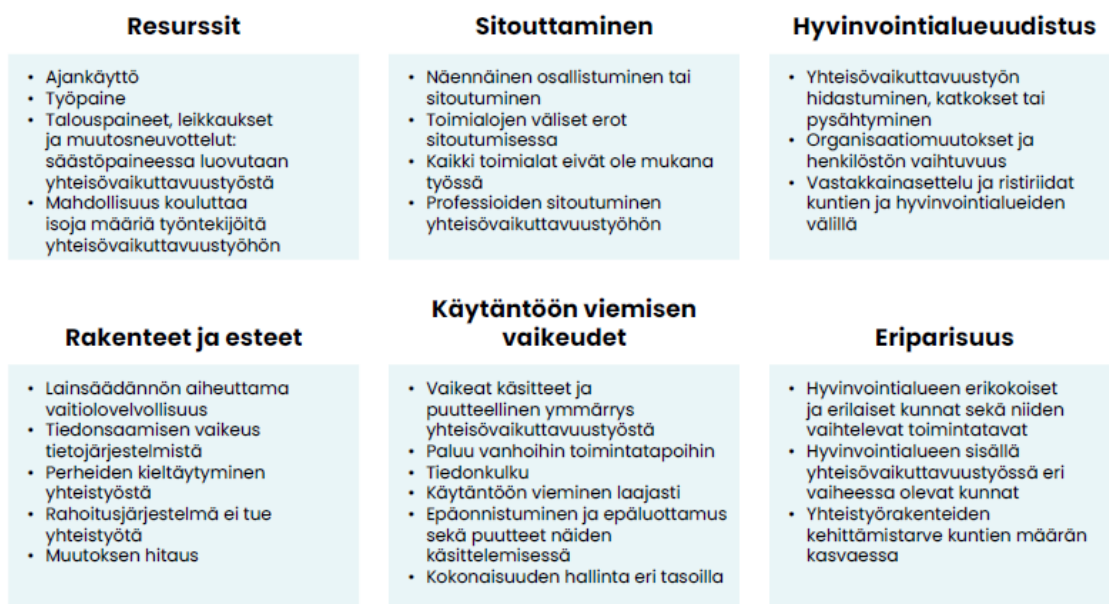 Resurssit
• Ajankäyttö
• Työpaine
• Talouspaineet, leikkaukset
ja muutosneuvottelut:
säästöpaineessa luovutaan
yhteisövaikuttavuustyöstä
• Mahdollisuus kouluttaa
isoja määriä työntekijöitä
yhteisövaikuttavuustyöhön
Sitouttaminen
• Näennäinen osallistuminen tai
sitoutuminen
• Toimialojen väliset erot
sitoutumisessa
• Kaikki toimialat eivät ole mukana
työssä
• Professioiden sitoutuminen
yhteisövaikuttavuustyöhön
Hyvinvointialueuudistus
• Yhteisövaikuttavuustyön
hidastuminen, katkokset tai
pysähtyminen
• Organisaatiomuutokset ja
henkilöstön vaihtuvuus
• Vastakkainasettelu ja ristiriidat
kuntien ja hyvinvointialueiden
välillä
Rakenteet ja esteet
• Lainsäädännön aiheuttama
vaitiolovelvollisuus
• Tiedonsaamisen vaikeus
tietojärjestelmistä
• Perheiden kieltäytyminen
yhteistyöstä
• Rahoitusjärjestelmä ei tue
yhteistyötä
• Muutoksen hitaus
Käytäntöön viemisen
vaikeudet
• Vaikeat käsitteet ja
puutteellinen ymmärrys
yhteisövaikuttavuustyöstä
• Paluu vanhoihin toimintatapoihin
• Tiedonkulku
• Käytäntöön vieminen laajasti
• Epäonnistuminen ja epäluottamus
sekä puutteet näiden
käsittelemisessä
• Kokonaisuuden hallinta eri tasoilla
Eriparisuus
• Hyvinvointialueen erikokoiset
ja erilaiset kunnat sekä niiden
vaihtelevat toimintatavat
• Hyvinvointialueen sisällä
yhteisövaikuttavuustyössä eri
vaiheessa olevat kunnat
• Yhteistyörakenteiden
kehittämistarve kuntien määrän
kasvaessa